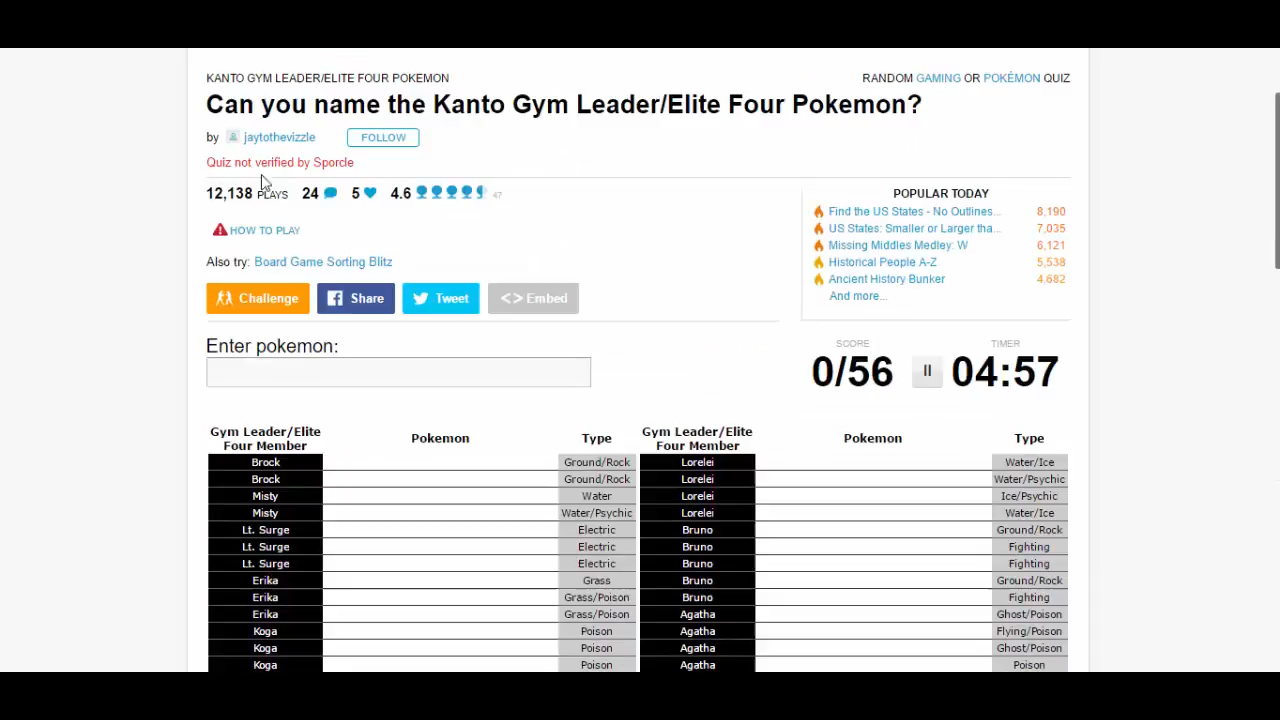 KANTO GYM LEADER/ELITE FOUR POKEMON
RANDOM GAMING OR POKÉMON QUIZ
Can you name the Kanto Gym Leader/Elite Four Pokemon?
by jaytothevizzle FOLLOW
Quiz not verified by Sporcle
12,138 PLAYS 24 5 4.6 47
HOW TO PLAY
Also try: Board Game Sorting Blitz
Challenge Share Tweet <> Embed
POPULAR TODAY
Find the US States - No Outlines... 8,190
US States: Smaller or Larger tha... 7,035
Missing Middles Medley: W 6,121
Historical People A-Z 5,538
Ancient History Bunker 4,682
And more...
Enter pokemon:
SCORE TIMER
0/56 04:57
Gym Leader/Elite Four Member Pokemon Type Gym Leader/Elite Four Member Pokemon Type
Brock Ground/Rock Lorelei Water/Ice
Brock Ground/Rock Lorelei Water/Psychic
Misty Water Lorelei Ice/Psychic
Misty Water/Psychic Lorelei Water/Ice
Lt. Surge Electric Bruno Ground/Rock
Lt. Surge Electric Bruno Fighting
Lt. Surge Electric Bruno Fighting
Erika Grass Bruno Ground/Rock
Erika Grass/Poison Bruno Fighting
Erika Grass/Poison Agatha Ghost/Poison
Koga Poison Agatha Flying/Poison
Koga Poison Agatha Ghost/Poison
Koga Poison Agatha Poison